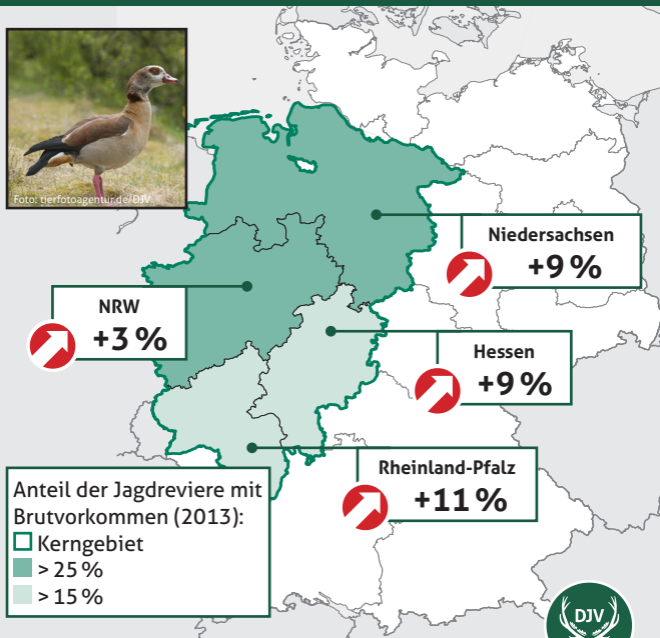 Foto: tierfotoagentur.de/DJV
Niedersachsen
+9 %
NRW
+3 %
Hessen
+9 %
Rheinland-Pfalz
+11 %
Anteil der Jagdreviere mit
Brutvorkommen (2013):
Kerngebiet
> 25 %
> 15 %
DJV